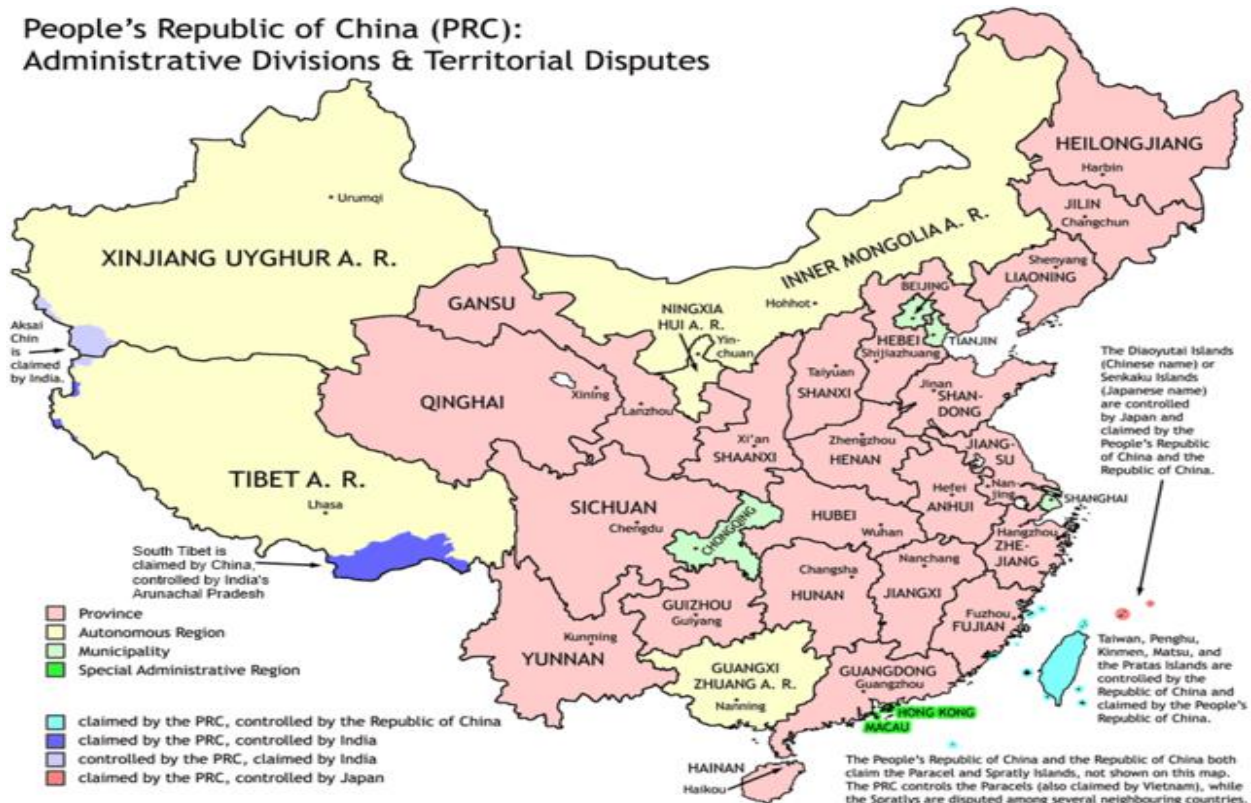 People's Republic of China (PRC):
Administrative Divisions & Territorial Disputes
HEILONGJIANG
Harbin
JILIN
Changchun
Urumqi
XINJIANG UYGHUR A. R.
INNER MONGOLIA A. R.
Shenyang
LIAONING
GANSU
Hohhot
BEIJING
NINGXIA
HUI A. R.
Yin-
chuan
HEBEI
TIANJIN
Shijiazhuang
Aksai
Chin
is
claimed
by India.
The Diaoyutai Islands
(Chinese name) or
Senkaku Islands
(Japanese name)
are controlled
by Japan and
claimed by the
People's Republic
of China and the
Republic of China.
Taiyuan
SHANXI
Jinan
SHAN-
DONG
QINGHAI
Xining
Lanzhou
Xi'an
SHAANXI
Zhengzhou
HENAN
JIANG-
SU
TIBET A. R.
Lhasa
SICHUAN
Chengdu
CHONGQING
HUBEI
Wuhan
Hefei
ANHUI
Nan-
jing
SHANGHAI
Hangzhou
ZHE-
JIANG
South Tibet is
claimed by China,
controlled by India's
Arunachal Pradesh
Changsha
HUNAN
Nanchang
JIANGXI
GUIZHOU
Guiyang
Fuzhou
FUJIAN
Kunming
YUNNAN
GUANGXI
ZHUANG A. R.
Nanning
GUANGDONG
Guangzhou
HONG KONG
MACAU
Taiwan, Penghu,
Kinmen, Matsu, and
the Pratas Islands are
controlled by the
Republic of China and
claimed by the People's
Republic of China.
HAINAN
Haikou
Province
Autonomous Region
Municipality
Special Administrative Region
claimed by the PRC, controlled by the Republic of China
claimed by the PRC, controlled by India
controlled by the PRC, claimed by India
claimed by the PRC, controlled by Japan
The People's Republic of China and the Republic of China both
claim the Paracel and Spratly Islands, not shown on this map.
The PRC controls the Paracels (also claimed by Vietnam), while
the Spratlys are disputed among several neighbouring countries.